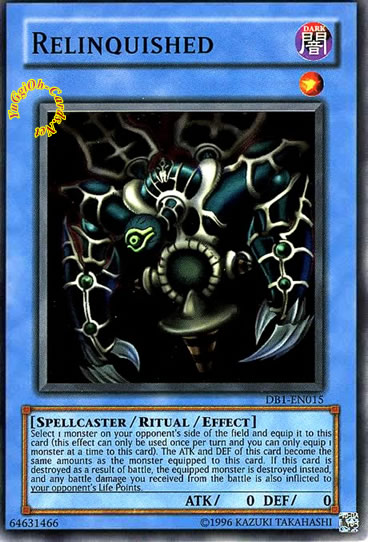 RELINQUISHED
DARK
闇
YuGgiOh-Cards.Net
DB1-EN015
[SPELLCASTER/RITUAL/EFFECT]
Select 1 monster on your opponent's side of the field and equip it to this
card (this effect can only be used once per turn and you can only equip 1
monster at a time to this card). The ATK and DEF of this card become the
same amounts as the monster equipped to this card. If this card is
destroyed as a result of battle, the equipped monster is destroyed instead,
and any battle damage you received from the battle is also inflicted to
your opponent's Life Points.
ATK/ 0 DEF/ 0
64631466 ©1996 KAZUKI TAKAHASHI